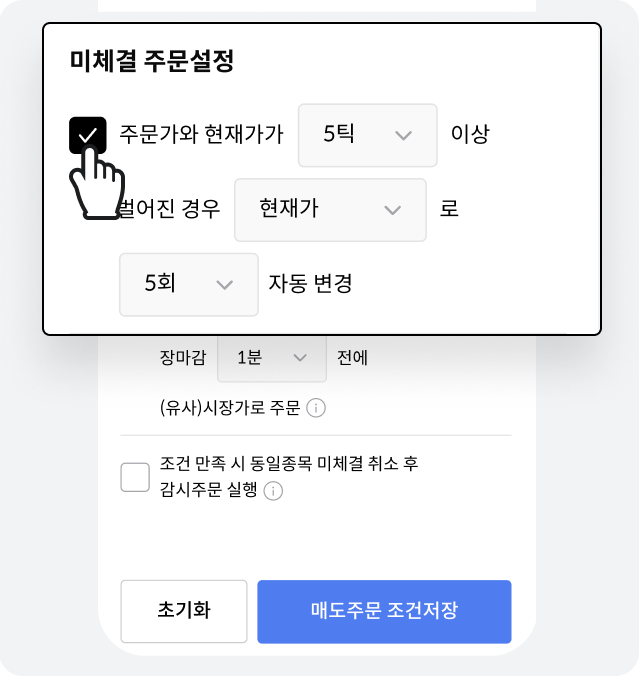 미체결 주문설정
주문가와 현재가가 5틱 이상
벌어진 경우 현재가 로
5회 자동 변경
장마감 1분 전에
(유사)시장가로 주문
조건 만족 시 동일종목 미체결 취소 후
감시주문 실행
초기화 매도주문 조건저장